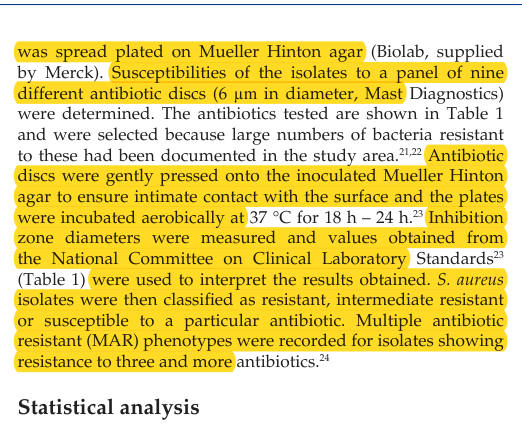 was spread plated on Mueller Hinton agar (Biolab, supplied
by Merck). Susceptibilities of the isolates to a panel of nine
different antibiotic discs (6 µm in diameter, Mast Diagnostics)
were determined. The antibiotics tested are shown in Table 1
and were selected because large numbers of bacteria resistant
to these had been documented in the study area.21,22 Antibiotic
discs were gently pressed onto the inoculated Mueller Hinton
agar to ensure intimate contact with the surface and the plates
were incubated aerobically at 37 °C for 18 h – 24 h.23 Inhibition
zone diameters were measured and values obtained from
the National Committee on Clinical Laboratory Standards23
(Table 1) were used to interpret the results obtained. S. aureus
isolates were then classified as resistant, intermediate resistant
or susceptible to a particular antibiotic. Multiple antibiotic
resistant (MAR) phenotypes were recorded for isolates showing
resistance to three and more antibiotics.24
Statistical analysis